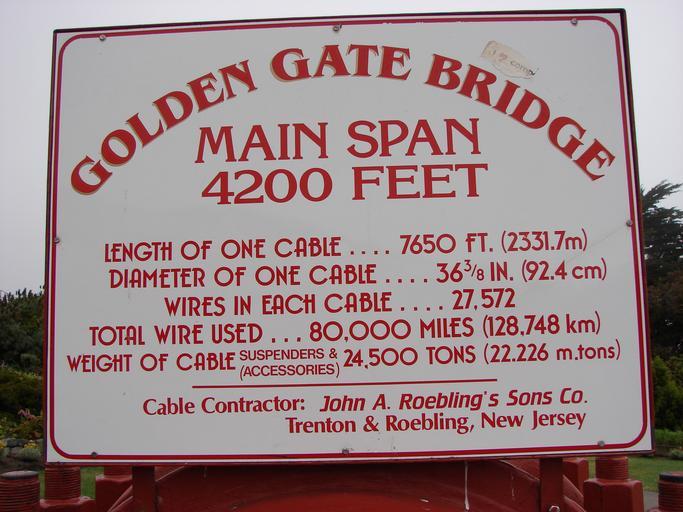 GOLDEN GATE BRIDGE
MAIN SPAN
4200 FEET
LENGTH OF ONE CABLE .... 7650 FT. (2331.7m)
DIAMETER OF ONE CABLE .... 36 3/8 IN. (92.4 cm)
WIRES IN EACH CABLE .... 27,572
TOTAL WIRE USED ... 80,000 MILES (128,748 km)
WEIGHT OF CABLE SUSPENDERS & (ACCESSORIES) 24,500 TONS (22.226 m.tons)
Cable Contractor: John A. Roebling's Sons Co.
Trenton & Roebling, New Jersey